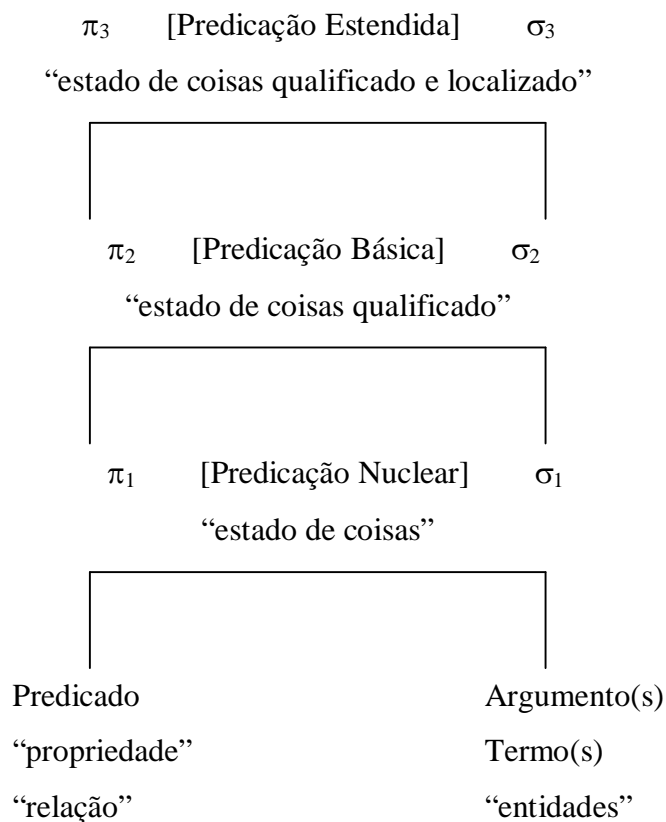 π₃ [Predicação Estendida] σ₃
“estado de coisas qualificado e localizado”
π₂ [Predicação Básica] σ₂
“estado de coisas qualificado”
π₁ [Predicação Nuclear] σ₁
“estado de coisas”
Predicado Argumento(s)
“propriedade” Termo(s)
“relação” “entidades”